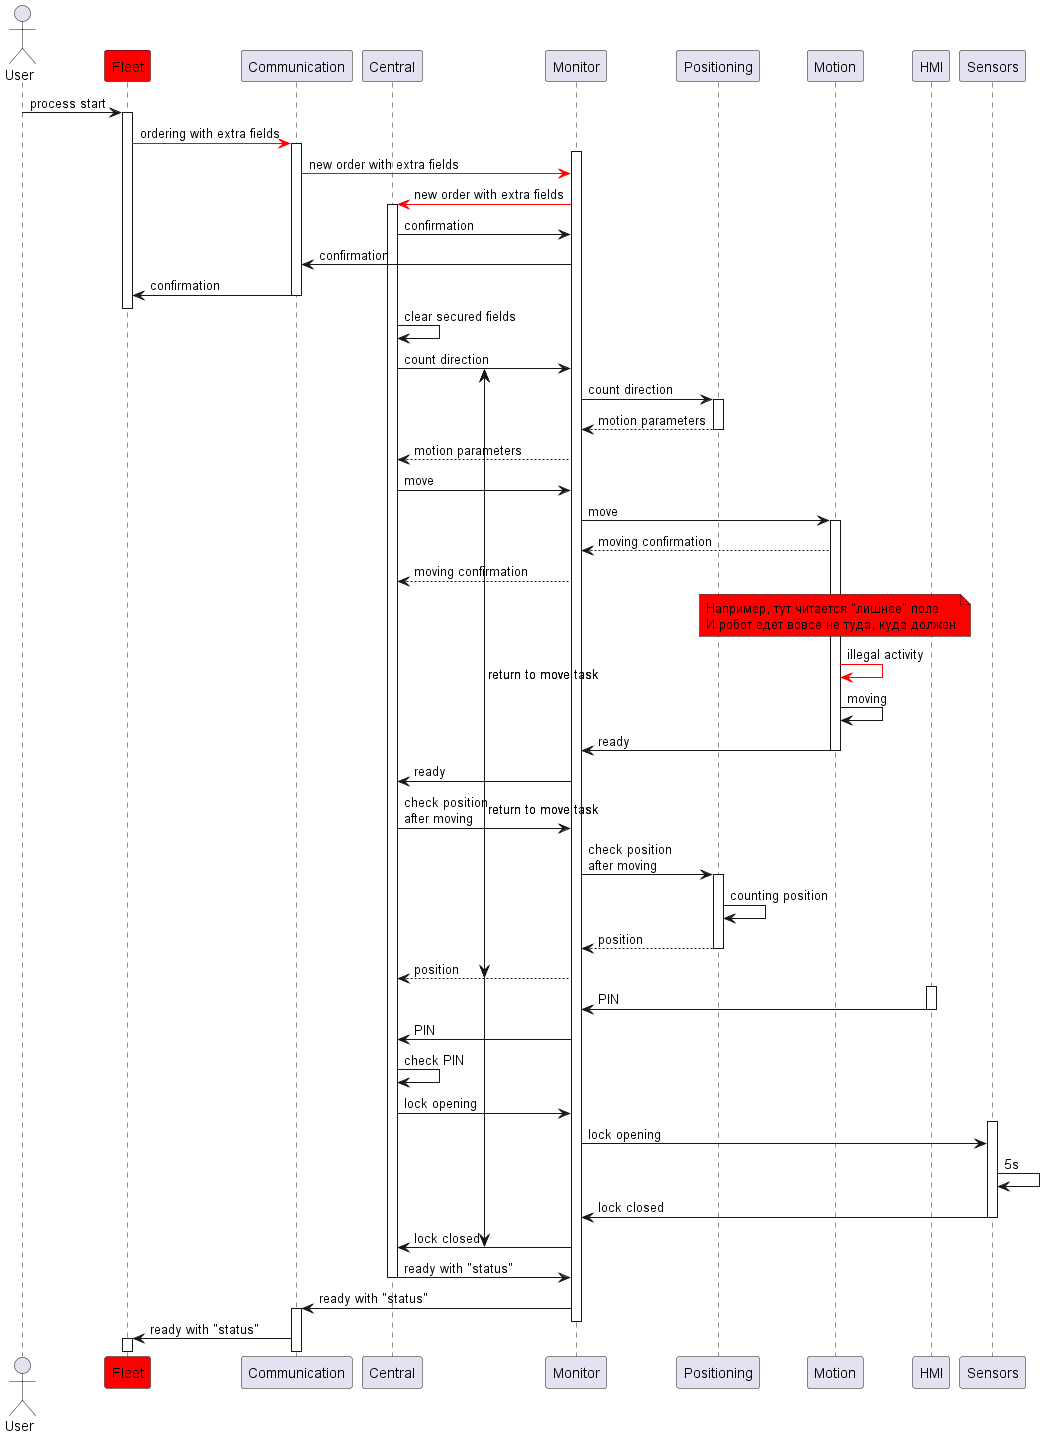 User
Fleet
Communication
Central
Monitor
Positioning
Motion
HMI
Sensors
process start
ordering with extra fields
new order with extra fields
new order with extra fields
confirmation
confirmation
confirmation
clear secured fields
count direction
count direction
motion parameters
motion parameters
move
move
moving confirmation
moving confirmation
Например, тут читается "лишнее" поле
И робот едет вовсе не туда, куда должен
illegal activity
return to move task
moving
ready
ready
check position
after moving
return to move task
check position
after moving
counting position
position
position
PIN
PIN
check PIN
lock opening
lock opening
5s
lock closed
lock closed
ready with "status"
ready with "status"
ready with "status"
User
Fleet
Communication
Central
Monitor
Positioning
Motion
HMI
Sensors